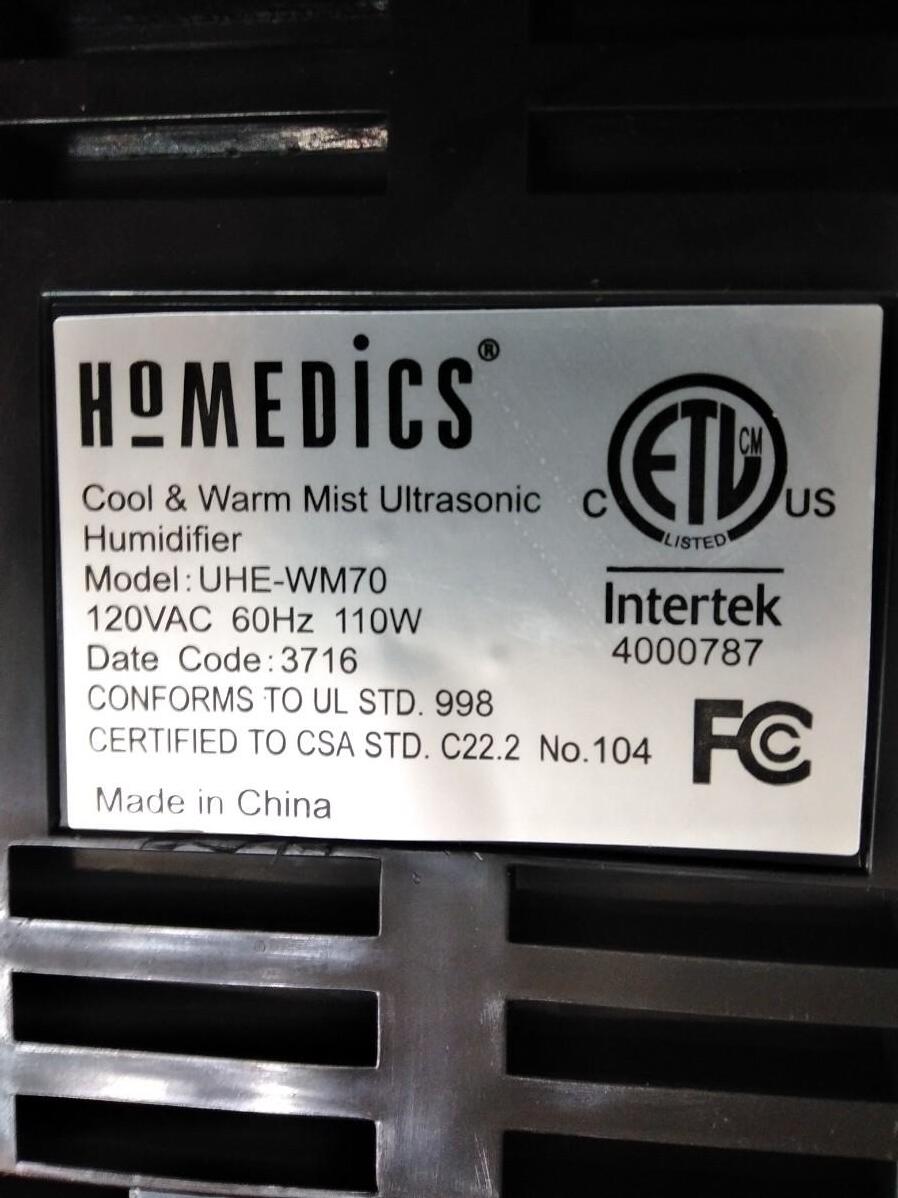 HOMEDiCS®
Cool & Warm Mist Ultrasonic
Humidifier
Model: UHE-WM70
120VAC 60Hz 110W
Date Code: 3716
CONFORMS TO UL STD. 998
CERTIFIED TO CSA STD. C22.2 No.104
Made in China
C ETL CM US
LISTED
Intertek
4000787
FC